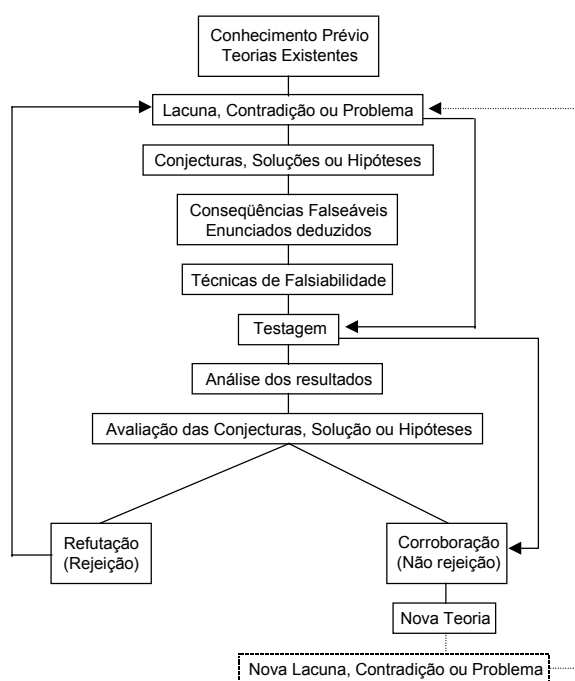 Conhecimento Prévio
Teorias Existentes
Lacuna, Contradição ou Problema
Conjecturas, Soluções ou Hipóteses
Conseqüências Falseáveis
Enunciados deduzidos
Técnicas de Falsiabilidade
Testagem
Análise dos resultados
Avaliação das Conjecturas, Solução ou Hipóteses
Refutação
(Rejeição)
Corroboração
(Não rejeição)
Nova Teoria
Nova Lacuna, Contradição ou Problema